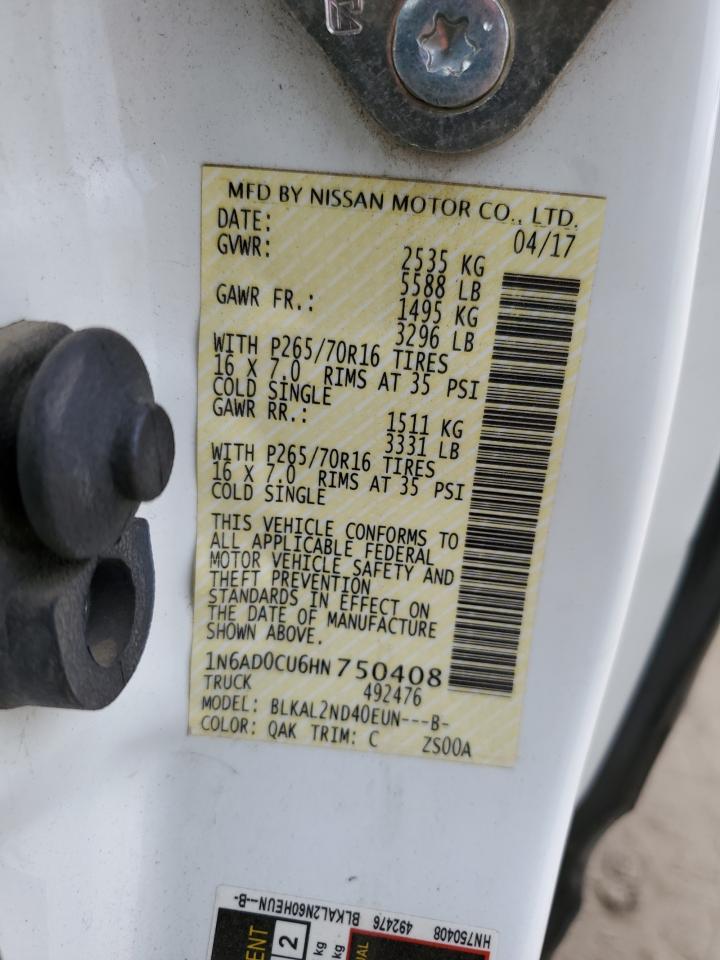 MFD BY NISSAN MOTOR CO., LTD.
DATE: 04/17
GVWR: 2535 KG
5588 LB
GAWR FR.: 1495 KG
3296 LB
WITH P265/70R16 TIRES
16 X 7.0 RIMS AT 35 PSI
COLD SINGLE
GAWR RR.: 1511 KG
3331 LB
WITH P265/70R16 TIRES
16 X 7.0 RIMS AT 35 PSI
COLD SINGLE
THIS VEHICLE CONFORMS TO
ALL APPLICABLE FEDERAL
MOTOR VEHICLE SAFETY AND
THEFT PREVENTION
STANDARDS IN EFFECT ON
THE DATE OF MANUFACTURE
SHOWN ABOVE.
1N6AD0CU6HN750408
TRUCK 492476
MODEL: BLKAL2ND40EUN---B-
COLOR: QAK TRIM: C ZS00A
HN750408 492476 BLKAL2N60HEUN---B-
2
kg
kg